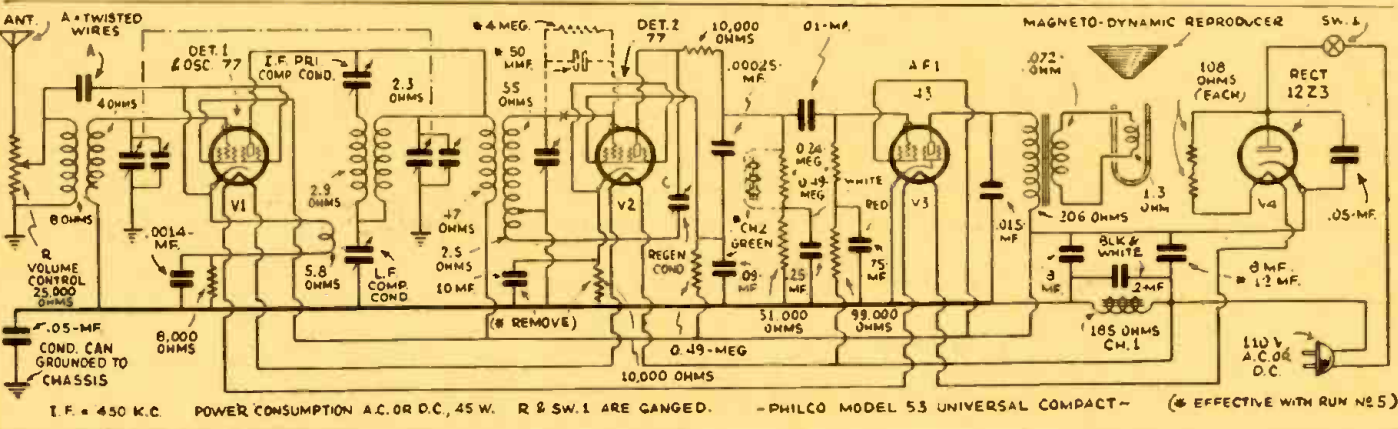 ANT.
A = TWISTED
WIRES
A
4 OHMS
DET. 1
& OSC. 77
I.F. PRI.
COMP. COND.
2.3
OHMS
* 4 MEG.
* 50
MMF.
55
OHMS
DET. 2
77
10,000
OHMS
.00025-
MF.
.01-MF.
A F 1
43
MAGNETO-DYNAMIC REPRODUCER
.072-
OHM
108
OHMS
(EACH)
SW. 1
RECT
12Z3
V1
V2
V3
V4
8 OHMS
R
VOLUME
CONTROL
25,000
OHMS
.0014-
MF.
8,000
OHMS
2.9
OHMS
5.8
OHMS
I.F.
COMP.
COND.
47
OHMS
2.5
OHMS
10 MF.
(* REMOVE)
C
REGEN
COND
* CH.2
GREEN
.09-
MF.
0.24
MEG
0.49-
MEG
.25
MF.
WHITE
RED
.75-
MF.
51,000
OHMS
99,000
OHMS
.015-
MF
206 OHMS
1.3
OHM
8
MF.
BLK &
WHITE
.2-MF.
185 OHMS
CH. 1
8 MF.
* 12 MF.
.05-MF.
110 V.
A.C. OR
D.C.
.05-MF.
COND. CAN
GROUNDED TO
CHASSIS
0.49-MEG
10,000 OHMS
I.F. = 450 K.C. POWER CONSUMPTION A.C. OR D.C., 45 W. R & SW.1 ARE GANGED. -PHILCO MODEL 53 UNIVERSAL COMPACT- (* EFFECTIVE WITH RUN Nº 5)